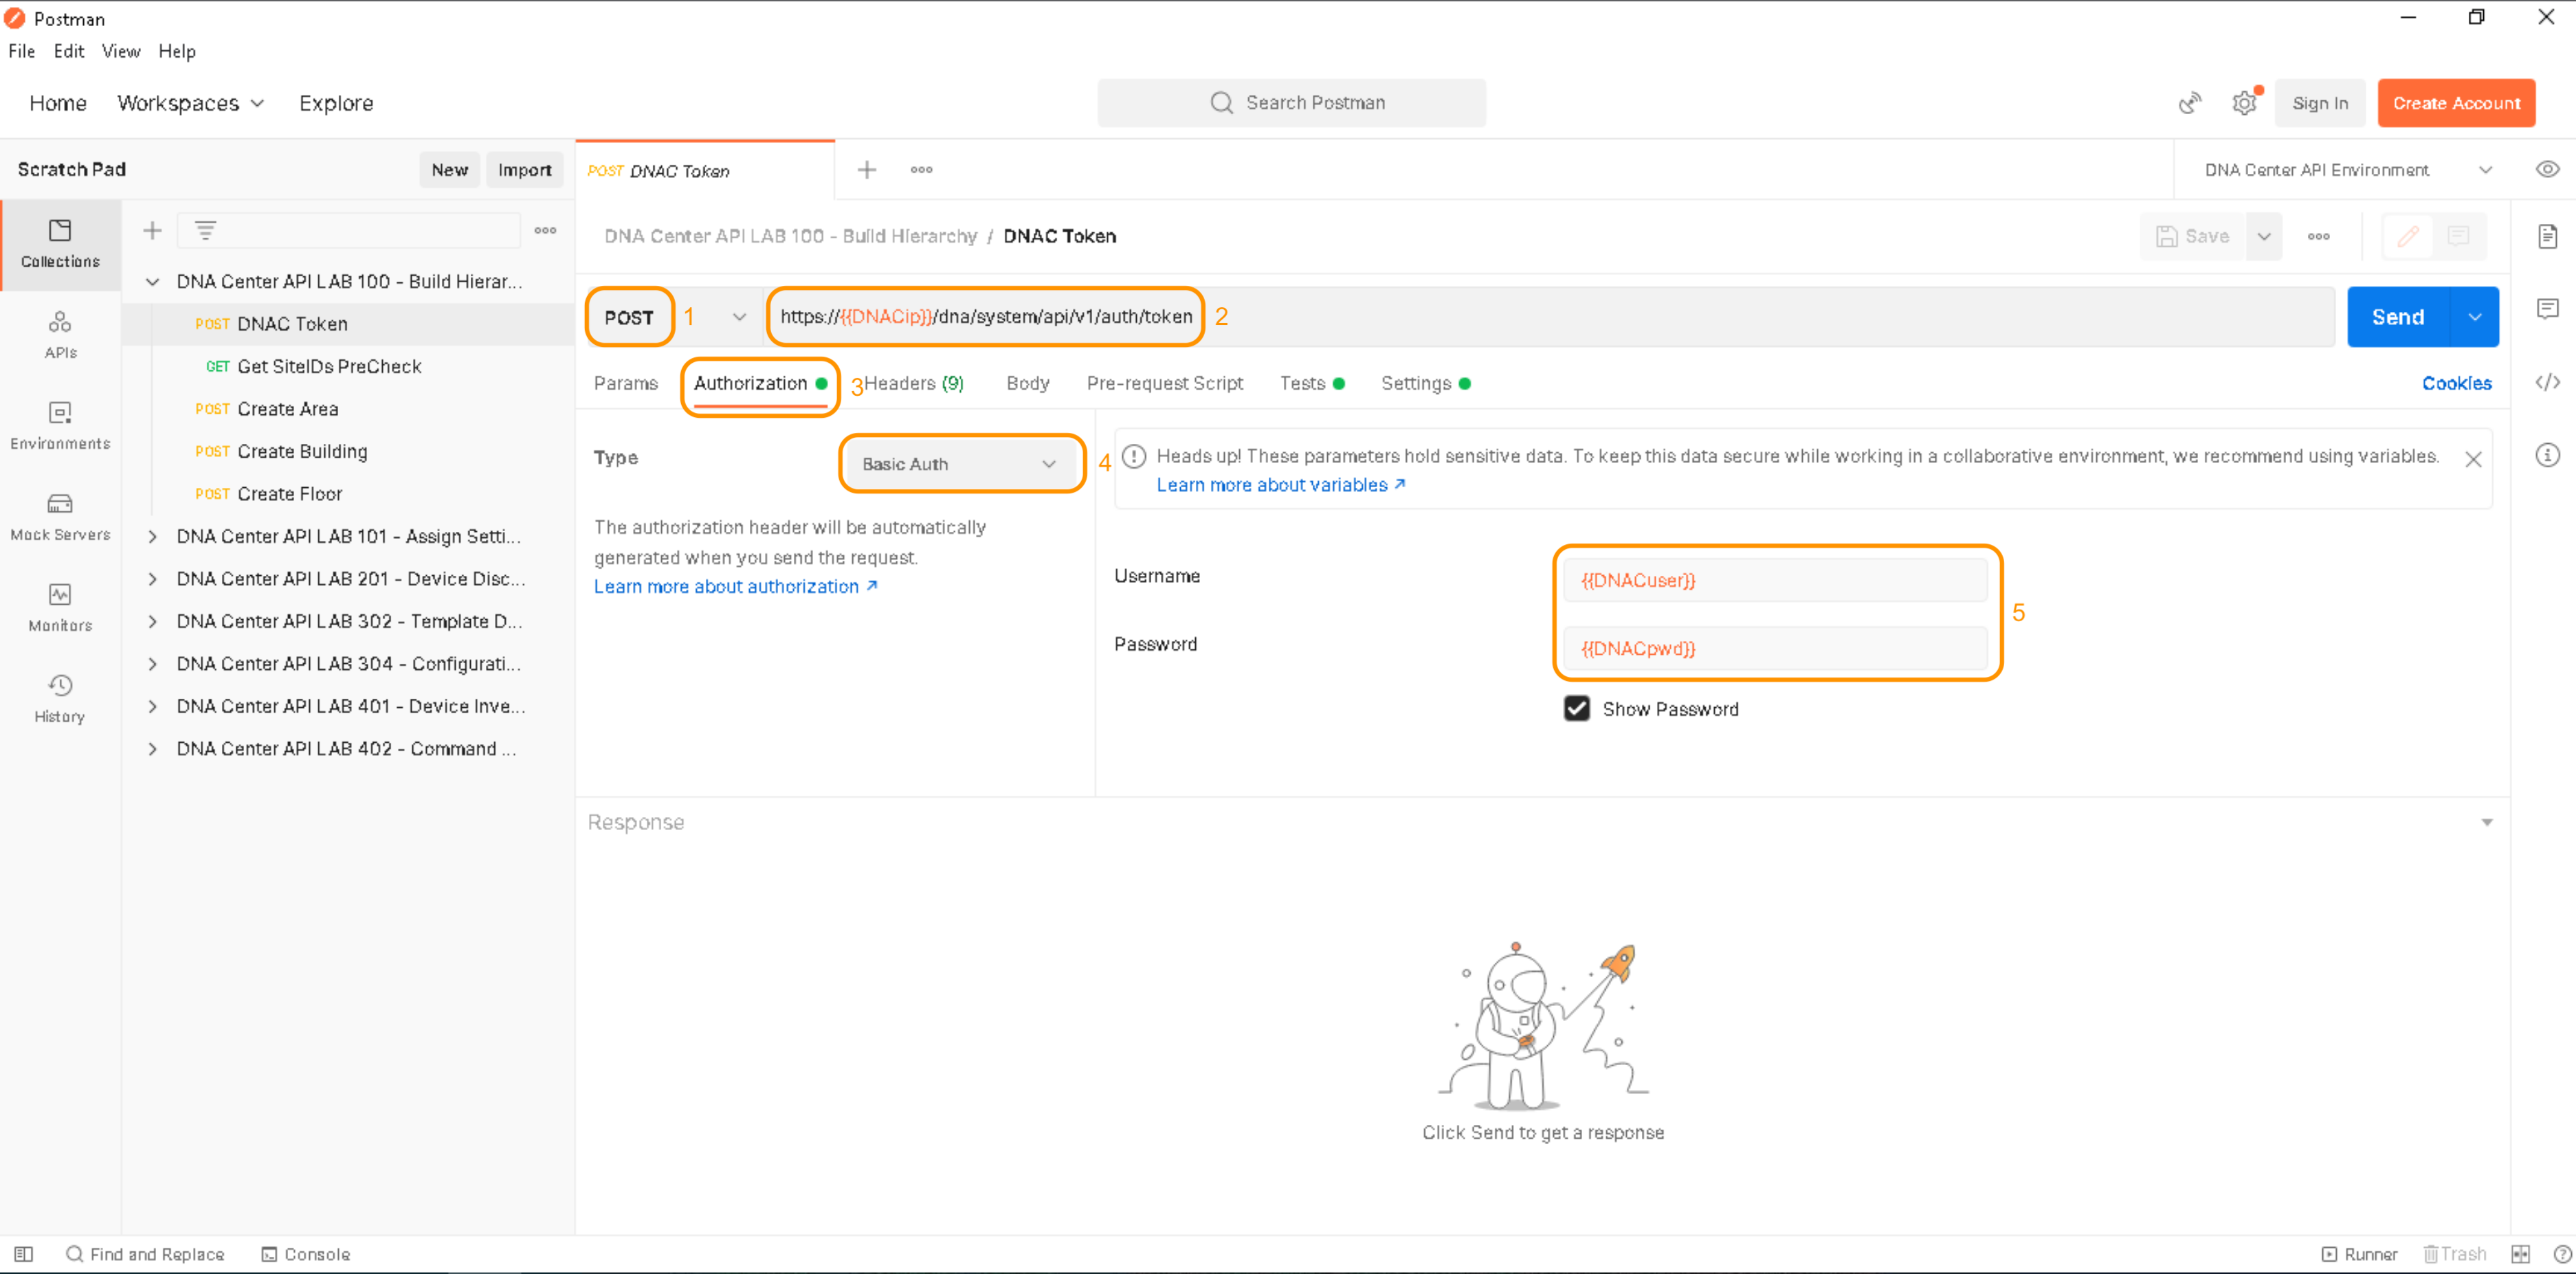 Postman
File Edit View Help
Home Workspaces Explore
Search Postman
Sign In
Create Account
Scratch Pad
New
Import
POST DNAC Token
DNA Center API Environment
Collections
APIs
Environments
Mock Servers
Monitors
History
DNA Center API LAB 100 - Build Hierar...
POST DNAC Token
GET Get SiteIDs PreCheck
POST Create Area
POST Create Building
POST Create Floor
DNA Center API LAB 101 - Assign Setti...
DNA Center API LAB 201 - Device Disc...
DNA Center API LAB 302 - Template D...
DNA Center API LAB 304 - Configurati...
DNA Center API LAB 401 - Device Inve...
DNA Center API LAB 402 - Command ...
DNA Center API LAB 100 - Build Hierarchy / DNAC Token
Save
POST 1 https://{{DNACip}}/dna/system/api/v1/auth/token 2
Send
Params Authorization 3 Headers (9) Body Pre-request Script Tests Settings
Cookies
Type
Basic Auth 4
The authorization header will be automatically
generated when you send the request.
Learn more about authorization ↗
Heads up! These parameters hold sensitive data. To keep this data secure while working in a collaborative environment, we recommend using variables.
Learn more about variables ↗
Username {{DNACuser}}
5
Password {{DNACpwd}}
Show Password
Response
Click Send to get a response
Find and Replace Console
Runner Trash